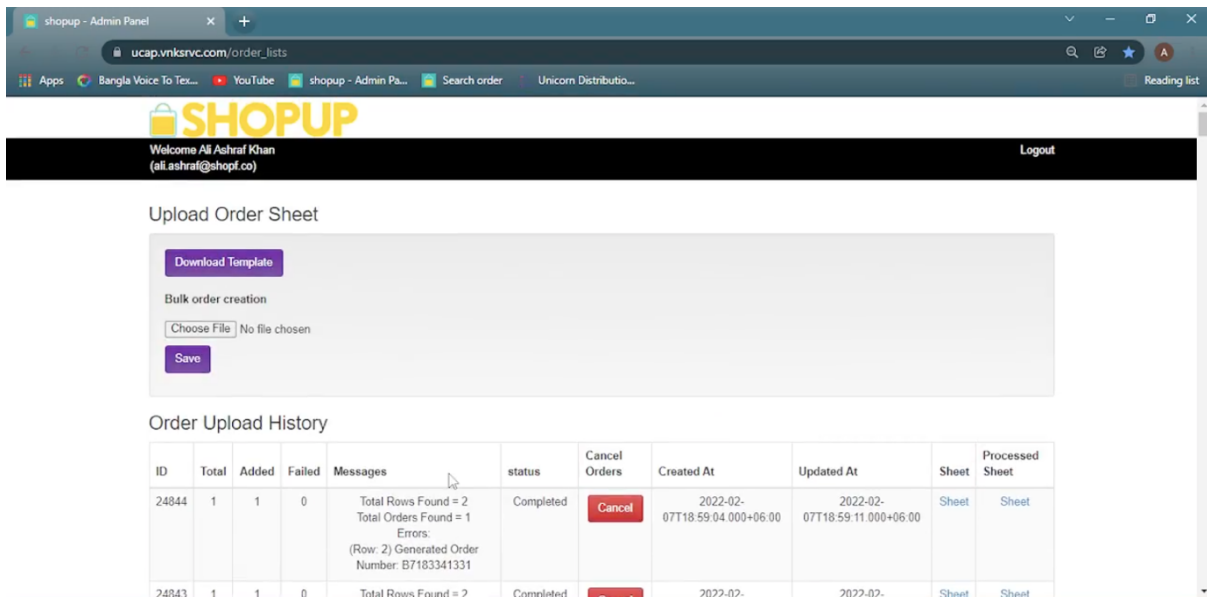 shopup - Admin Panel
ucap.vnksrvc.com/order_lists
A
Apps Bangla Voice To Tex... YouTube shopup - Admin Pa... Search order Unicorn Distributio... Reading list
SHOPUP
Welcome Ali Ashraf Khan Logout
(ali.ashraf@shopf.co)
Upload Order Sheet
Download Template
Bulk order creation
Choose File No file chosen
Save
Order Upload History
ID Total Added Failed Messages status Cancel Orders Created At Updated At Sheet Processed Sheet
24844 1 1 0 Total Rows Found = 2 Completed Cancel 2022-02- 2022-02- Sheet Sheet
Total Orders Found = 1 07T18:59:04.000+06:00 07T18:59:11.000+06:00
Errors:
(Row: 2) Generated Order
Number: B7183341331
24843 1 1 0 Total Rows Found = 2 Completed 2022-02- 2022-02- Sheet Sheet